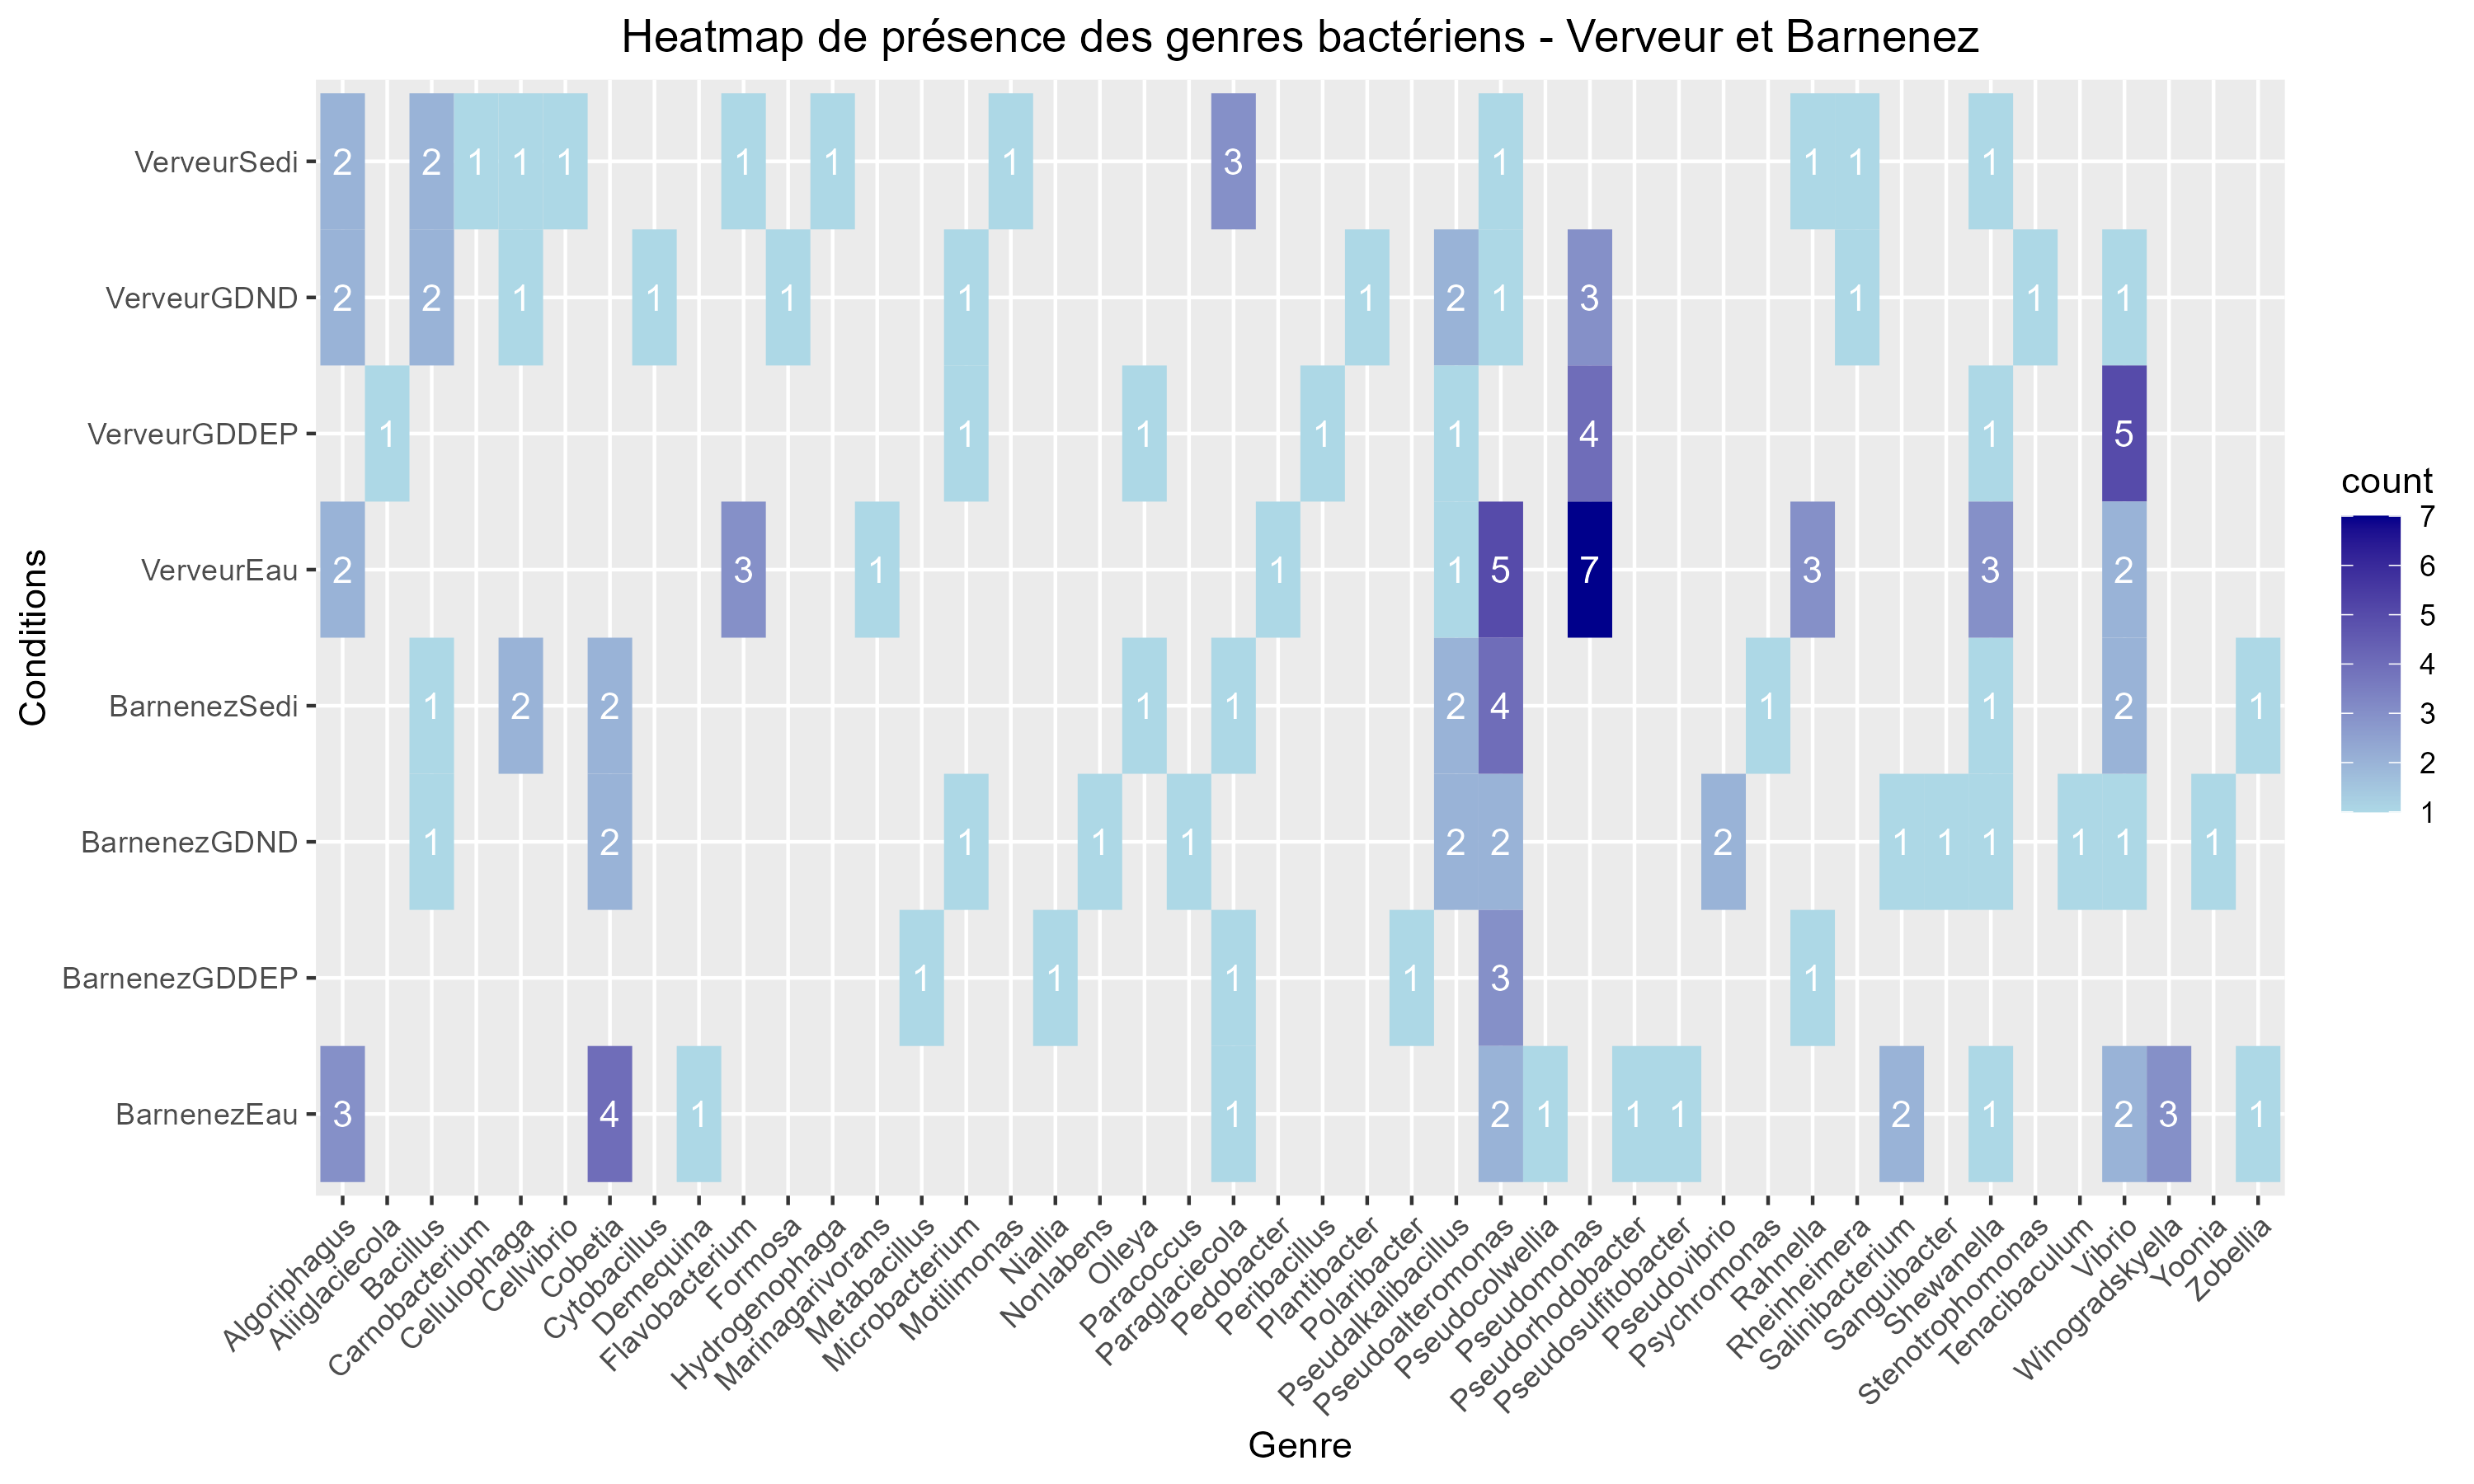 Heatmap de présence des genres bactériens - Verveur et Barnenez
Conditions
VerveurSedi 2 2 1 1 1 1 1 1 3 1 1 1 1
VerveurGDND 2 2 1 1 1 1 1 2 1 3 1 1 1
VerveurGDDEP 1 1 1 1 1 4 1 5
VerveurEau 2 3 1 1 1 5 7 3 3 2
BarnenezSedi 1 2 2 1 1 2 4 1 1 2 1
BarnenezGDND 1 2 1 1 1 2 2 2 1 1 1 1 1 1
BarnenezGDDEP 1 1 1 1 3 1
BarnenezEau 3 4 1 1 2 1 1 1 2 1 2 3 1
Algoriphagus
Aliiglaciecola
Bacillus
Carnobacterium
Cellulophaga
Cellvibrio
Cobetia
Cytobacillus
Demequina
Flavobacterium
Formosa
Hydrogenophaga
Marinagarivorans
Metabacillus
Microbacterium
Motilimonas
Niallia
Nonlabens
Olleya
Paracoccus
Paraglaciecola
Pedobacter
Peribacillus
Plantibacter
Polaribacter
Pseudalkalibacillus
Pseudoalteromonas
Pseudocolwellia
Pseudomonas
Pseudorhodobacter
Pseudosulfitobacter
Pseudovibrio
Psychromonas
Rahnella
Rheinheimera
Salinibacterium
Sanguibacter
Shewanella
Stenotrophomonas
Tenacibaculum
Vibrio
Winogradskyella
Yoonia
Zobellia
Genre
count
7
6
5
4
3
2
1